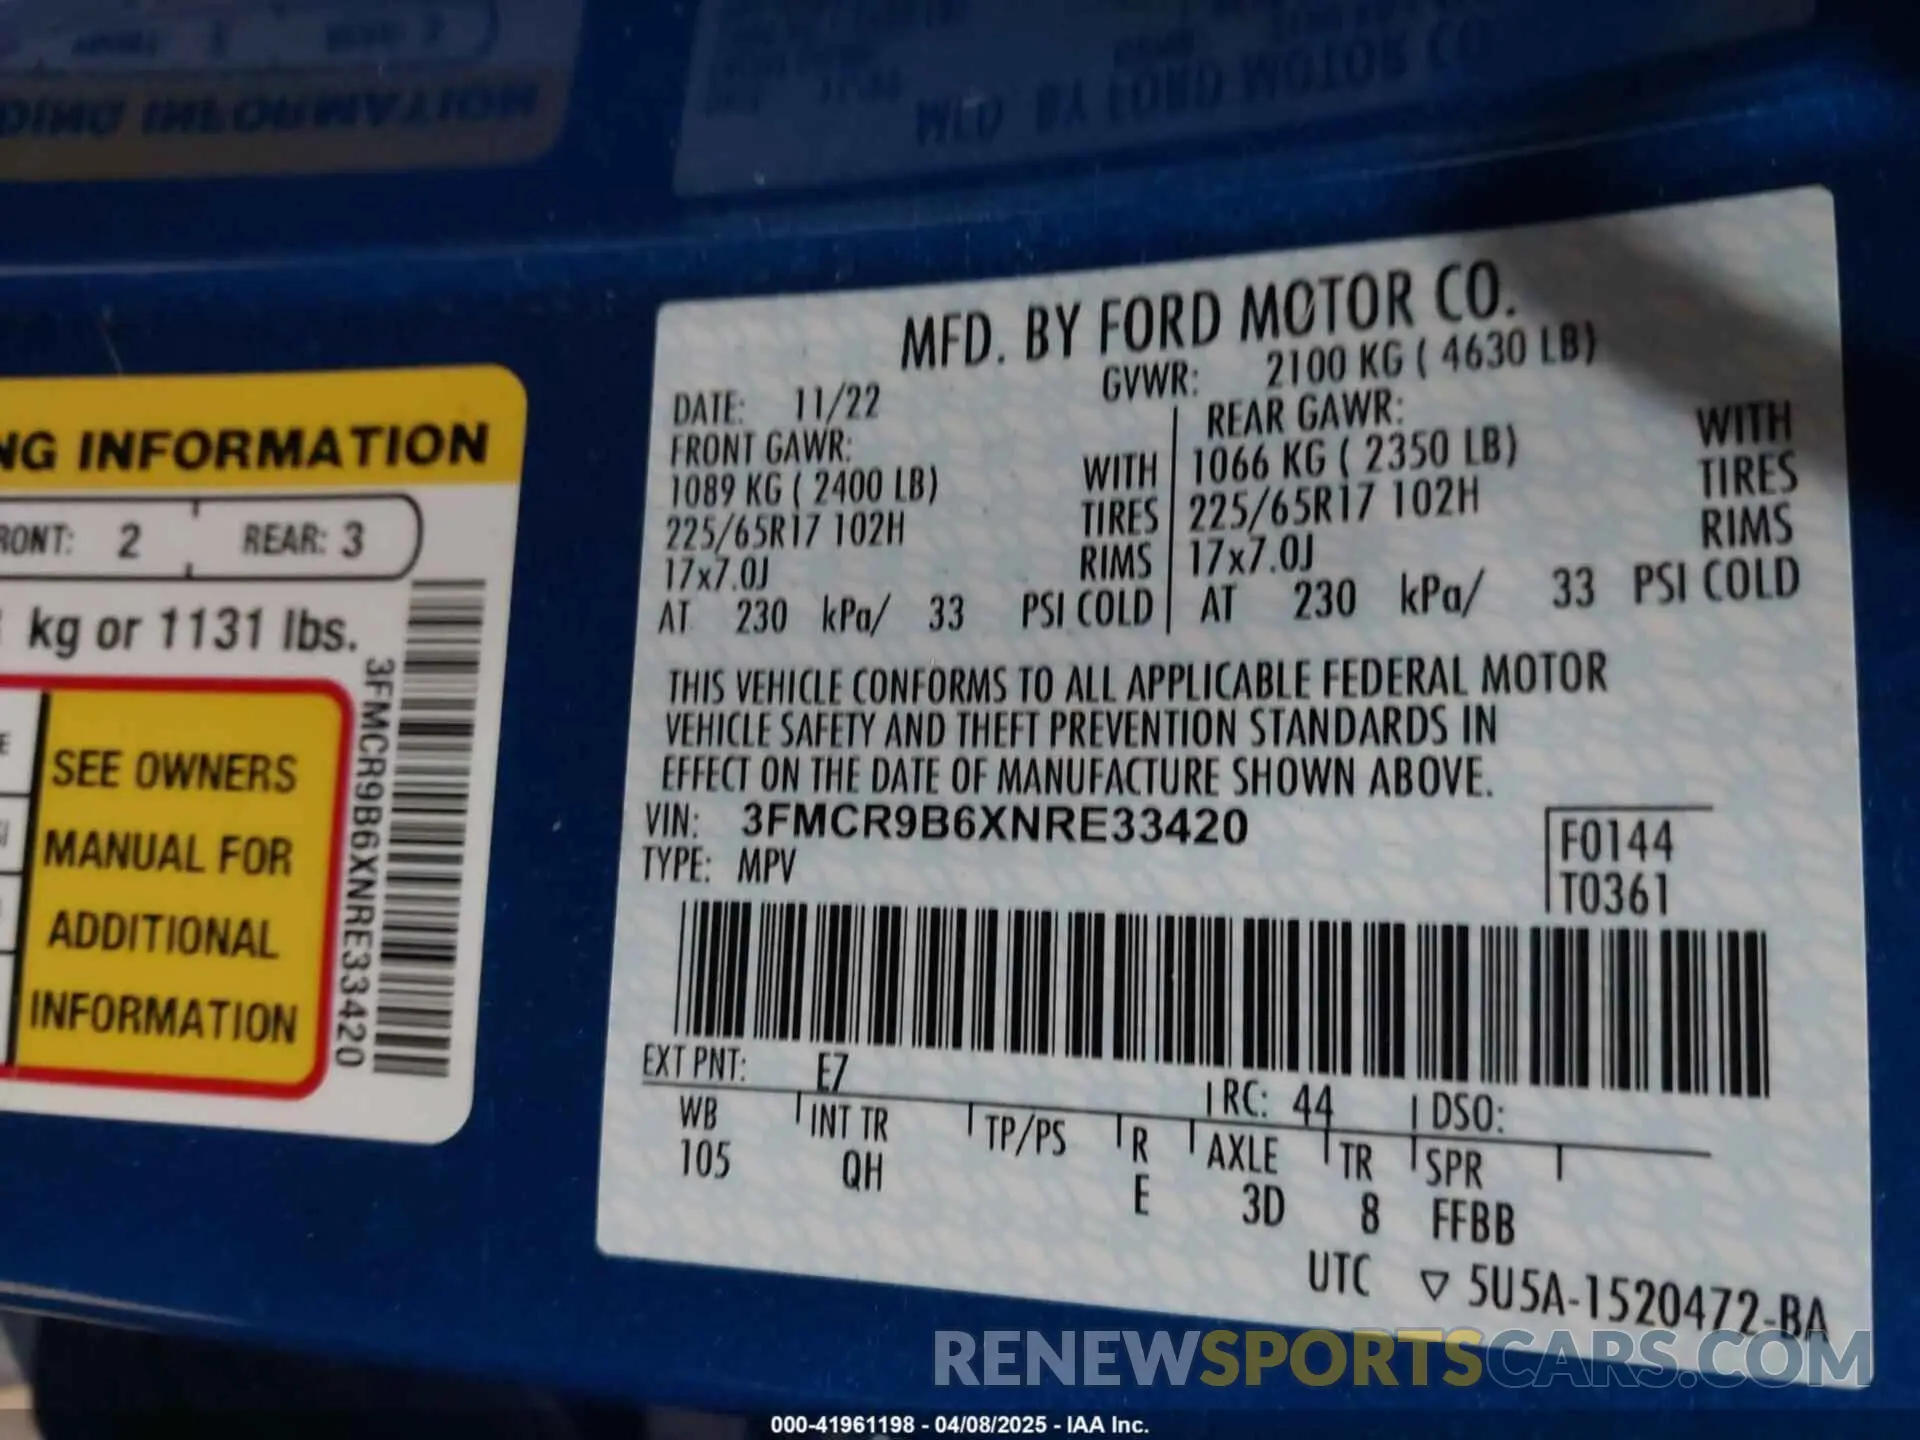 NG INFORMATION
RONT: 2 REAR: 3
kg or 1131 lbs.
SEE OWNERS
MANUAL FOR
ADDITIONAL
INFORMATION
3FMCR9B6XNRE33420
MFD. BY FORD MOTOR CO.
DATE: 11/22 GVWR: 2100 KG ( 4630 LB)
FRONT GAWR: REAR GAWR:
1089 KG ( 2400 LB) WITH 1066 KG ( 2350 LB) WITH
225/65R17 102H TIRES 225/65R17 102H TIRES
17x7.0J RIMS 17x7.0J RIMS
AT 230 kPa/ 33 PSI COLD AT 230 kPa/ 33 PSI COLD
THIS VEHICLE CONFORMS TO ALL APPLICABLE FEDERAL MOTOR
VEHICLE SAFETY AND THEFT PREVENTION STANDARDS IN
EFFECT ON THE DATE OF MANUFACTURE SHOWN ABOVE.
VIN: 3FMCR9B6XNRE33420 F0144
TYPE: MPV T0361
EXT PNT: E7 RC: 44 DSO:
WB INT TR TP/PS R AXLE TR SPR
105 QH E 3D 8 FFBB
UTC ▽ 5U5A-1520472-BA
RENEWSPORTSCARS.COM
000-41961198 - 04/08/2025 - IAA Inc.